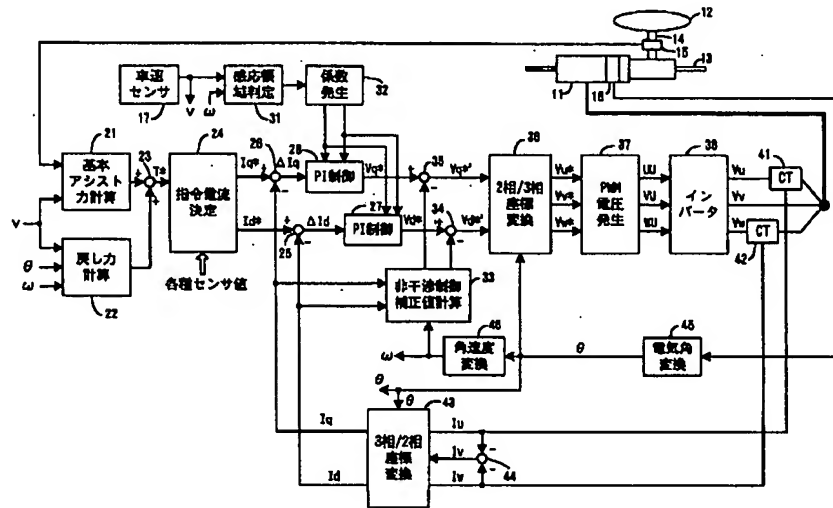 12
14
15
13
11
16
車速
センサ
17
V
ω
感応領
域判定
31
係数
発生
32
21
基本
アシスト
力計算
23
T*
24
指令電流
決定
各種センサ値
Iq*
26
ΔIq
28
PI制御
Vq*
35
Vq*'
Id*
25
ΔId
27
PI制御
Vd*
34
Vd*'
36
2相/3相
座標
変換
Vu*
Vv*
37
PWM
電圧
発生
UU
VU
WU
38
イン
バータ
Vu
Vv
Vw
41
CT
CT
42
V
θ
ω
戻し力
計算
22
非干渉制御
補正値計算
33
ω
46
角速度
変換
θ
45
電気角
変換
θ
θ
43
3相/2相
座標
変換
Iq
Id
Iu
Iv
Iw
44